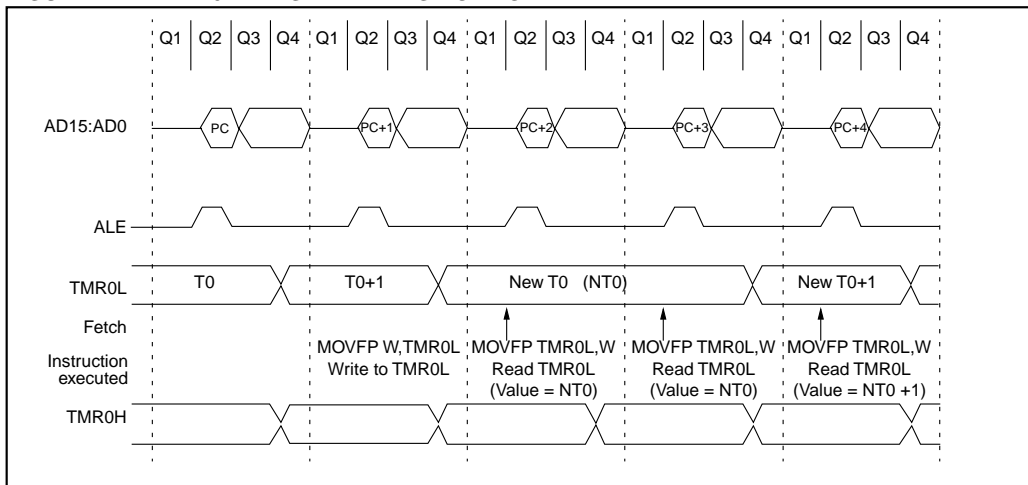 Q1 Q2 Q3 Q4 Q1 Q2 Q3 Q4 Q1 Q2 Q3 Q4 Q1 Q2 Q3 Q4 Q1 Q2 Q3 Q4
AD15:AD0 PC PC+1 PC+2 PC+3 PC+4
ALE
TMR0L T0 T0+1 New T0 (NT0) New T0+1
Fetch
Instruction
executed
MOVFP W,TMR0L
Write to TMR0L
MOVFP TMR0L,W
Read TMR0L
(Value = NT0)
MOVFP TMR0L,W
Read TMR0L
(Value = NT0)
MOVFP TMR0L,W
Read TMR0L
(Value = NT0 +1)
TMR0H